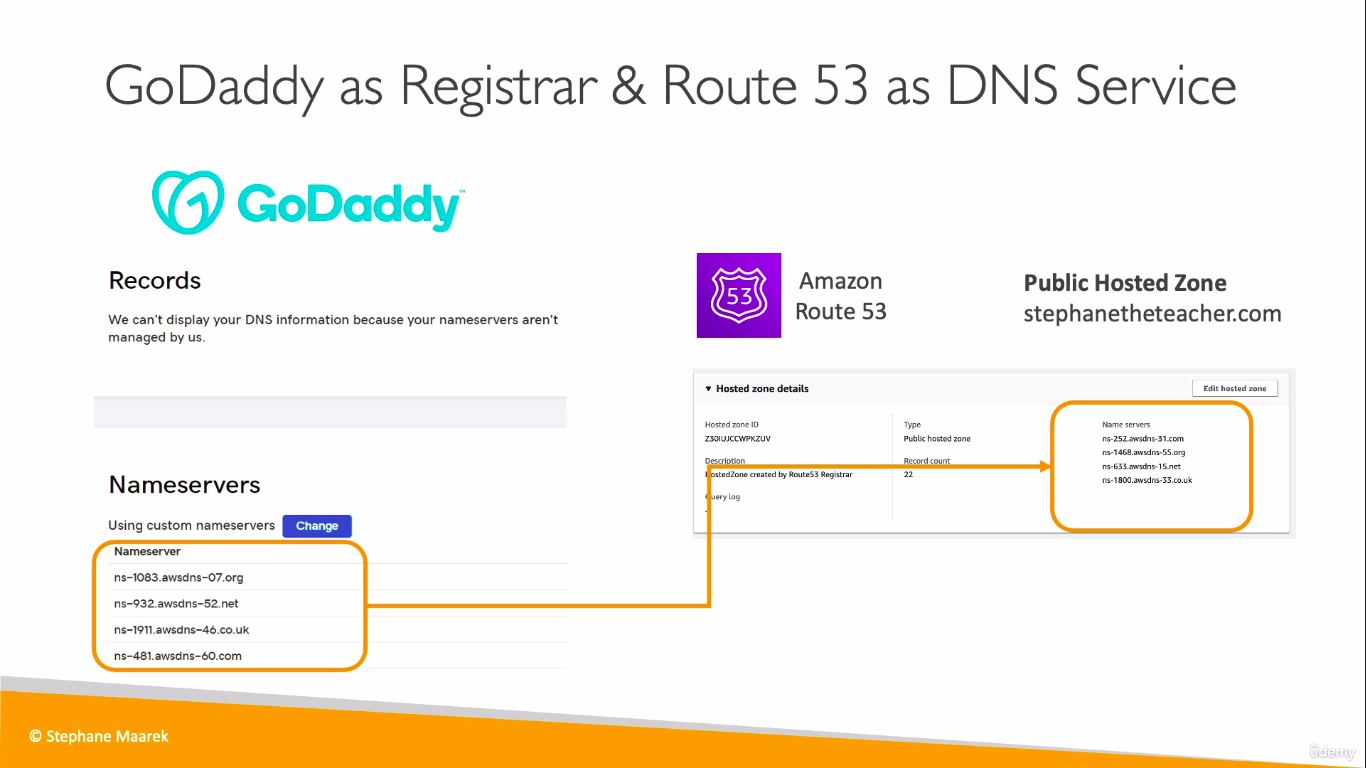 GoDaddy as Registrar & Route 53 as DNS Service
GoDaddy™
Records
We can't display your DNS information because your nameservers aren't
managed by us.
Nameservers
Using custom nameservers Change
Nameserver
ns-1083.awsdns-07.org
ns-932.awsdns-52.net
ns-1911.awsdns-46.co.uk
ns-481.awsdns-60.com
53
Amazon
Route 53
Public Hosted Zone
stephanetheteacher.com
▼ Hosted zone details
Edit hosted zone
Hosted zone ID
Z30IUJCCWPKZUV
Description
HostedZone created by Route53 Registrar
Query log
-
Type
Public hosted zone
Record count
22
Name servers
ns-252.awsdns-31.com
ns-1468.awsdns-55.org
ns-633.awsdns-15.net
ns-1800.awsdns-33.co.uk
© Stephane Maarek
ûdemy